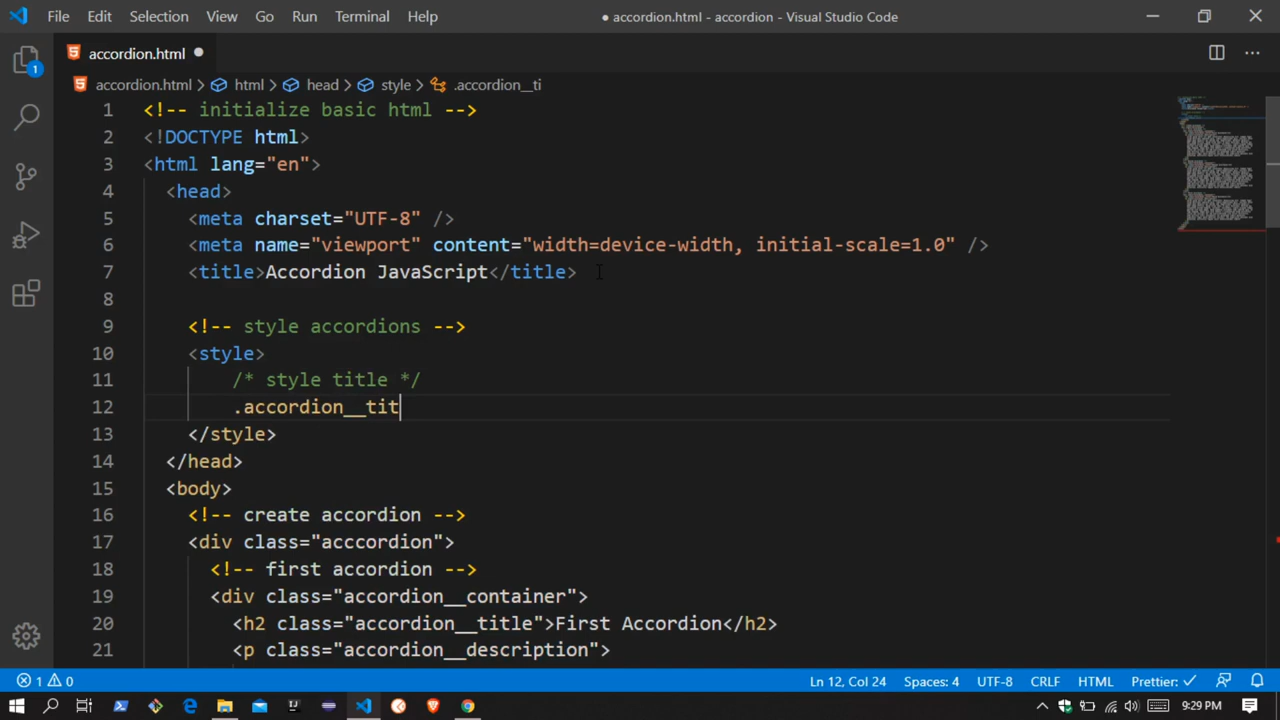 File Edit Selection View Go Run Terminal Help ● accordion.html - accordion - Visual Studio Code
accordion.html ●
accordion.html > html > head > style > .accordion__ti
1 <!-- initialize basic html -->
2 <!DOCTYPE html>
3 <html lang="en">
4 <head>
5 <meta charset="UTF-8" />
6 <meta name="viewport" content="width=device-width, initial-scale=1.0" />
7 <title>Accordion JavaScript</title>
8
9 <!-- style accordions -->
10 <style>
11 /* style title */
12 .accordion__tit
13 </style>
14 </head>
15 <body>
16 <!-- create accordion -->
17 <div class="acccordion">
18 <!-- first accordion -->
19 <div class="accordion__container">
20 <h2 class="accordion__title">First Accordion</h2>
21 <p class="accordion__description">
1
1 0 Ln 12, Col 24 Spaces: 4 UTF-8 CRLF HTML Prettier: ✓
9:29 PM